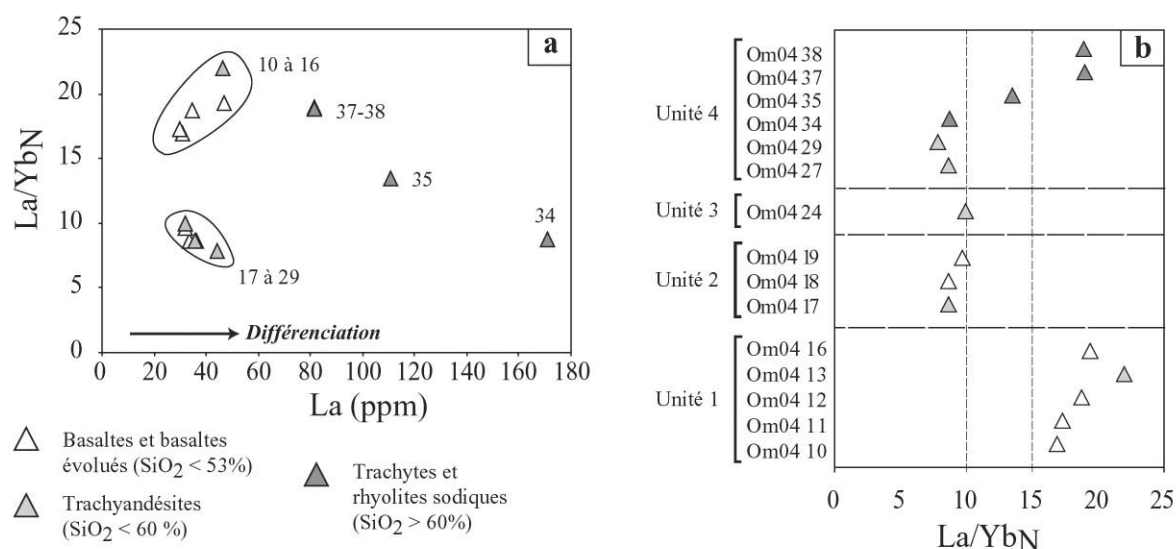 a
La/YbN
25
20
15
10
5
0
10 à 16
37-38
35
34
17 à 29
Différenciation
0 20 40 60 80 100 120 140 160 180
La (ppm)
Basaltes et basaltes
évolués (SiO2 < 53%)
Trachyandésites
(SiO2 < 60 %)
Trachytes et
rhyolites sodiques
(SiO2 > 60%)
b
Unité 4
Om04 38
Om04 37
Om04 35
Om04 34
Om04 29
Om04 27
Unité 3
Om04 24
Unité 2
Om04 19
Om04 18
Om04 17
Unité 1
Om04 16
Om04 13
Om04 12
Om04 11
Om04 10
0 5 10 15 20 25
La/YbN